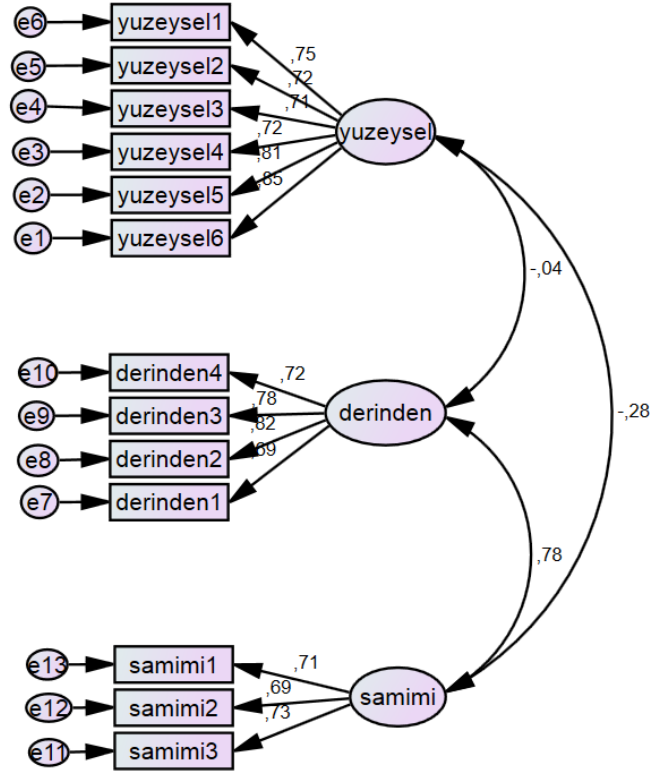 e6 yuzeysel1 ,75
e5 yuzeysel2 ,72
e4 yuzeysel3 ,71
e3 yuzeysel4 ,72
e2 yuzeysel5 ,81
e1 yuzeysel6 ,85
yuzeysel
-,04
-,28
e10 derinden4 ,72
e9 derinden3 ,78
e8 derinden2 ,82
e7 derinden1 ,69
derinden
,78
e13 samimi1 ,71
e12 samimi2 ,69
e11 samimi3 ,73
samimi